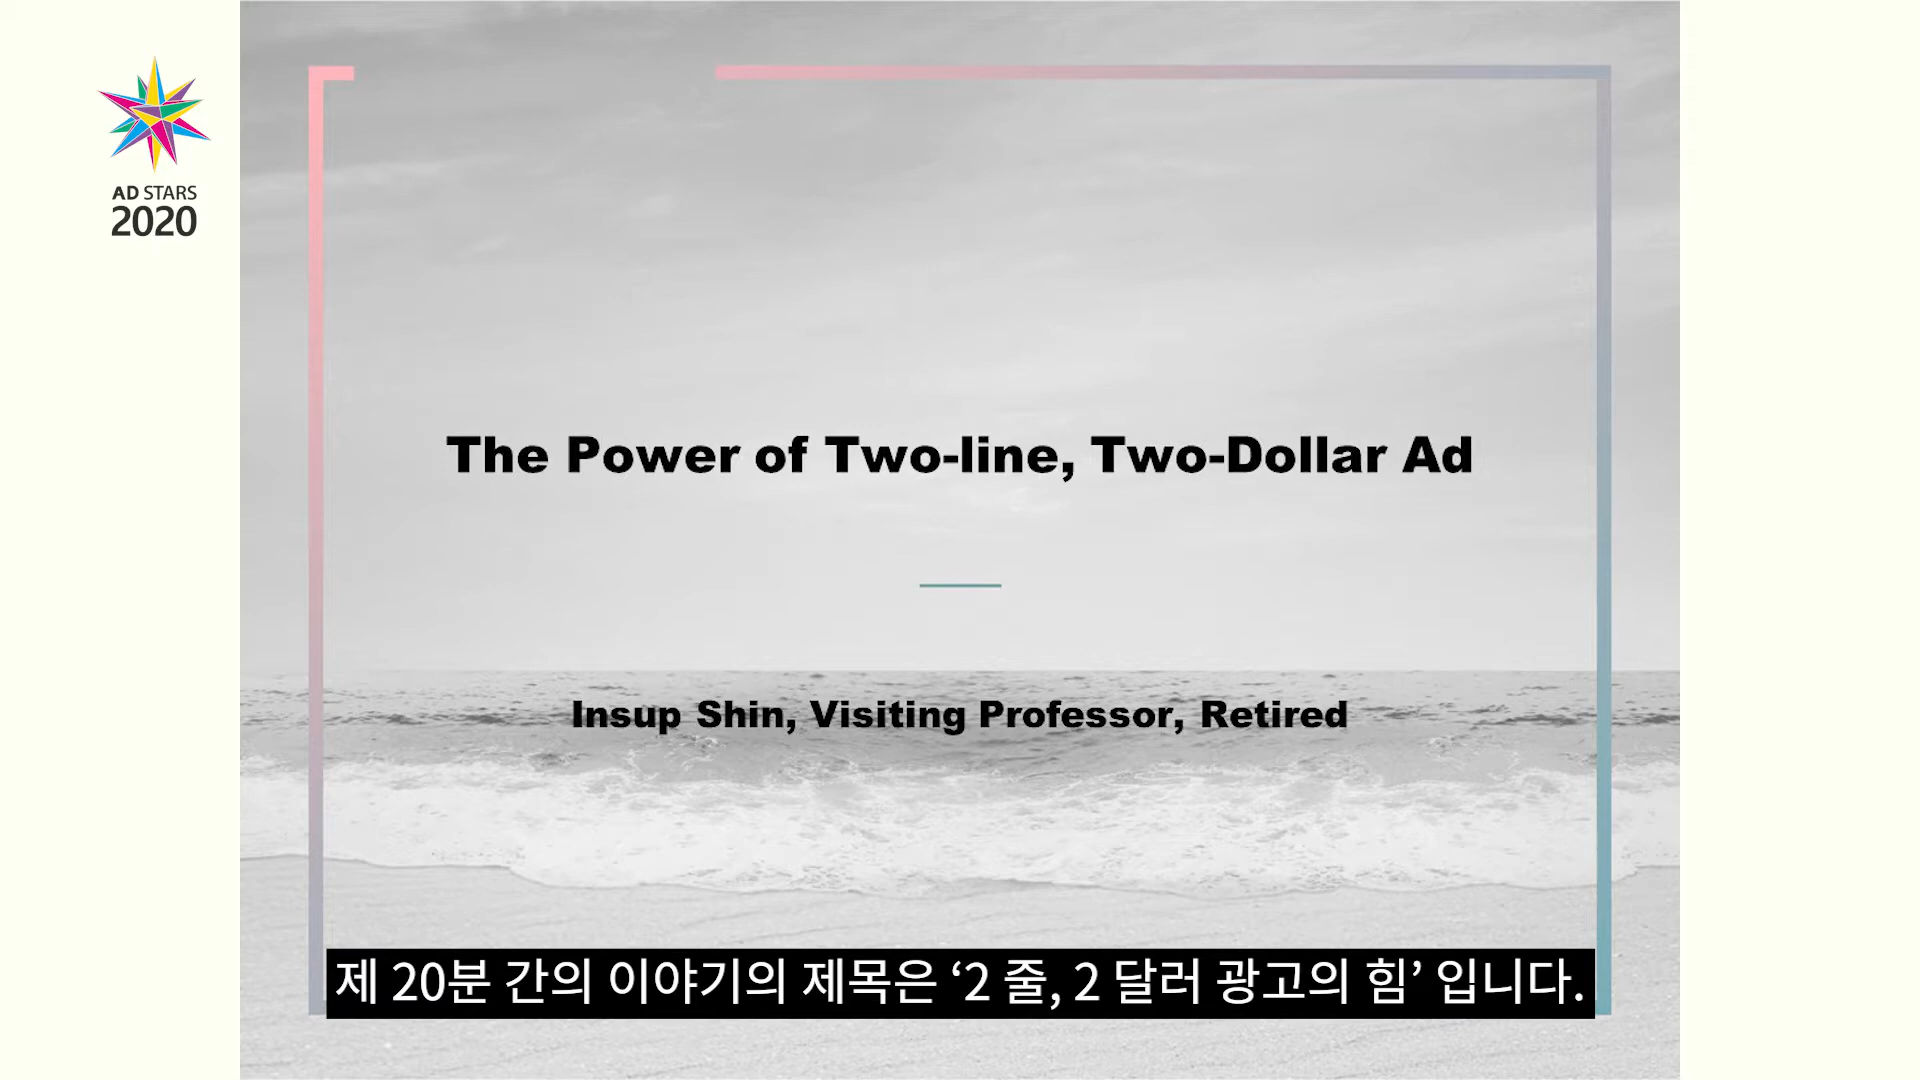 AD STARS
2020
The Power of Two-line, Two-Dollar Ad
Insup Shin, Visiting Professor, Retired
제 20분 간의 이야기의 제목은 ‘2 줄, 2 달러 광고의 힘’ 입니다.